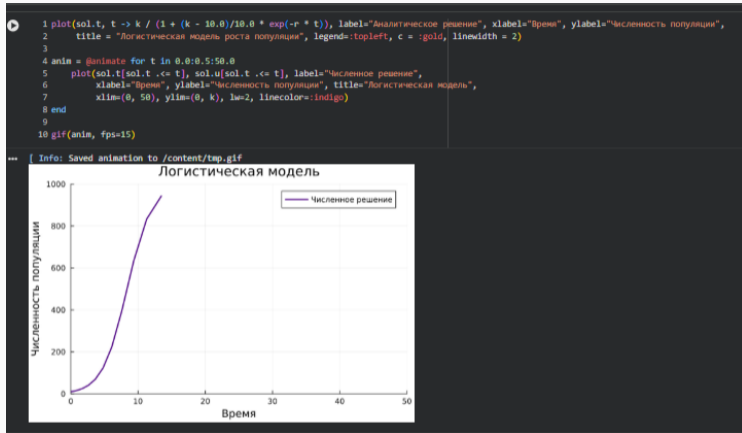 1 plot(sol.t, t -> k / (1 + (k - 10.0)/10.0 * exp(-r * t)), label="Аналитическое решение", xlabel="Время", ylabel="Численность популяции",
2 title = "Логистическая модель роста популяции", legend=:topleft, c = :gold, linewidth = 2)
3
4 anim = @animate for t in 0.0:0.5:50.0
5 plot(sol.t[sol.t .<= t], sol.u[sol.t .<= t], label="Численное решение",
6 xlabel="Время", ylabel="Численность популяции", title="Логистическая модель",
7 xlim=(0, 50), ylim=(0, k), lw=2, linecolor=:indigo)
8 end
9
10 gif(anim, fps=15)
[ Info: Saved animation to /content/tmp.gif
Логистическая модель
1000
800
600
400
200
0
Численность популяции
Численное решение
0 10 20 30 40 50
Время